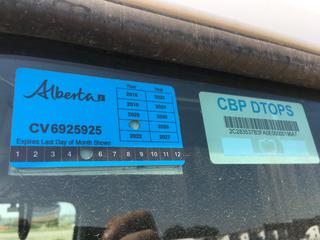 Alberta
Year Year
2018 2023
2019 2024
2020 2025
2026
2022 2027
CV6925925
Expires Last Day of Month Shown
1 2 3 4 6 7 8 9 10 11 12
CBP DTOPS